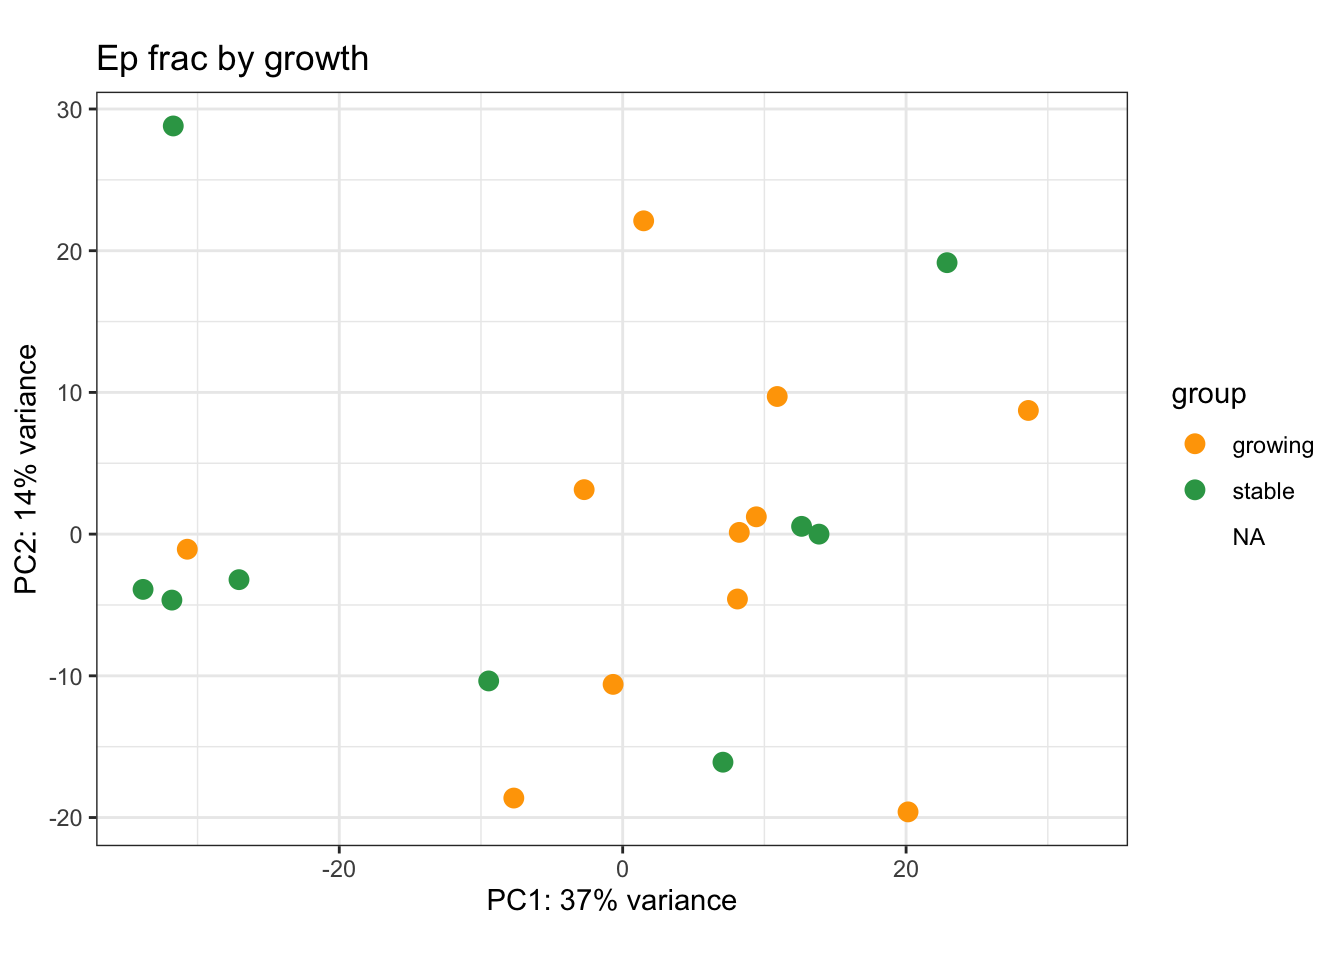 Ep frac by growth
30
20
10
0
-10
-20
PC2: 14% variance
-20
0
20
PC1: 37% variance
group
growing
stable
NA